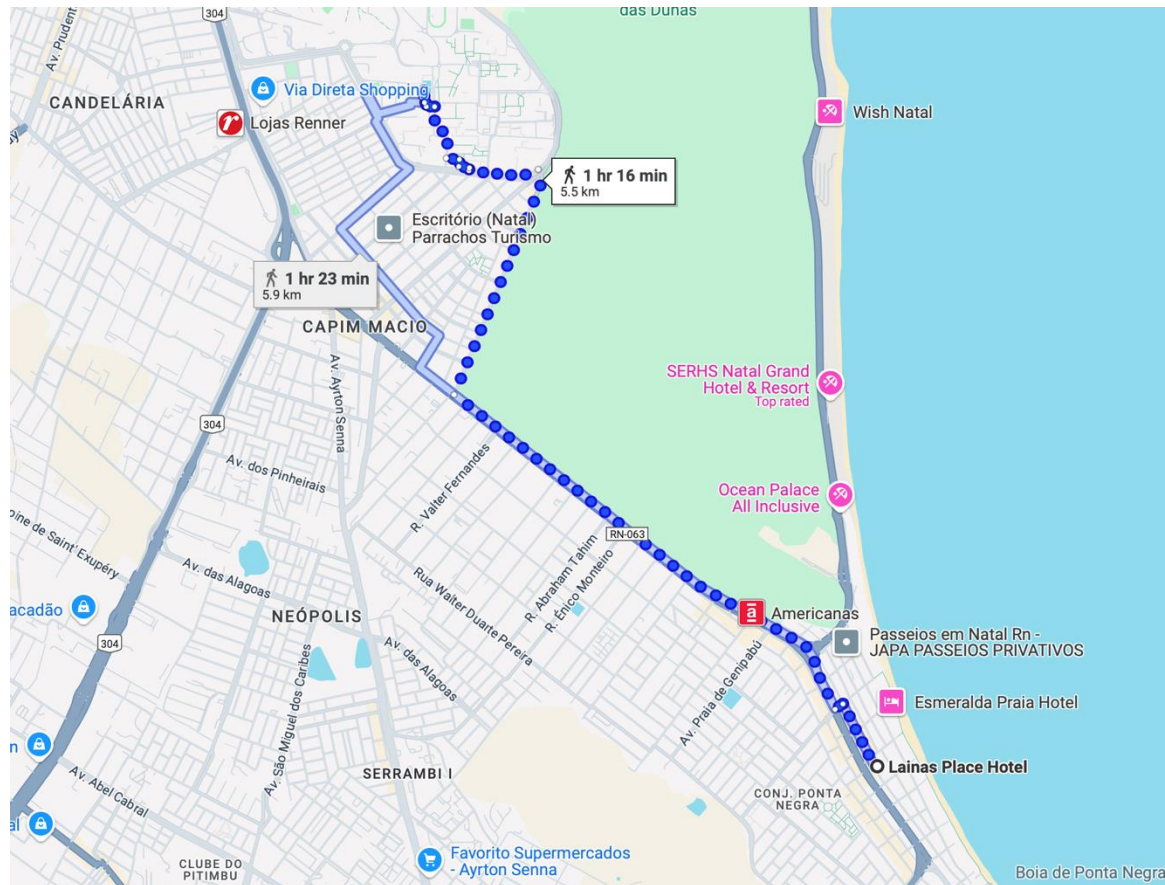 das Dunas
304
Av. Prudent
Via Direta Shopping
CANDELÁRIA
Lojas Renner
Wish Natal
1 hr 16 min
5.5 km
Escritório (Natal)
Parrachos Turismo
1 hr 23 min
5.9 km
CAPIM MACIO
SERHS Natal Grand
Hotel & Resort
Top rated
Av. Ayrton Senna
304
Av. dos Pinheirais
R. Valter Fernandes
Ocean Palace
All Inclusive
oine de Saint' Exupéry
RN-063
R. Abraham Tahim
R. Énico Monteiro
Av. das Alagoas
Rua Walter Duarte Pereira
acadão
NEÓPOLIS
Americanas
304
Passeios em Natal Rn -
JAPA PASSEIOS PRIVATIVOS
Av. das Alagoas
Av. Praia de Genipabú
Av. São Miguel dos Caribes
Esmeralda Praia Hotel
n
Lainas Place Hotel
SERRAMBI I
Av. Abel Cabral
CONJ. PONTA
NEGRA
al
CLUBE DO
PITIMBU
Favorito Supermercados
- Ayrton Senna
Boia de Ponta Negra